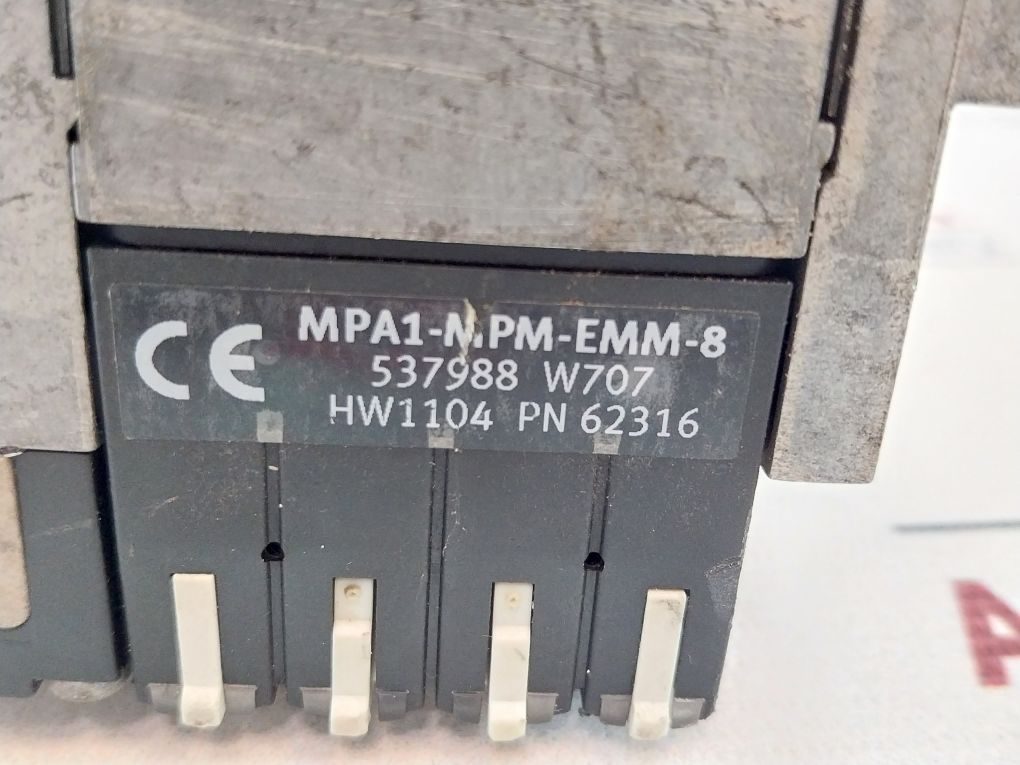 CE MPA1-MPM-EMM-8
537988 W707
HW1104 PN 62316
A